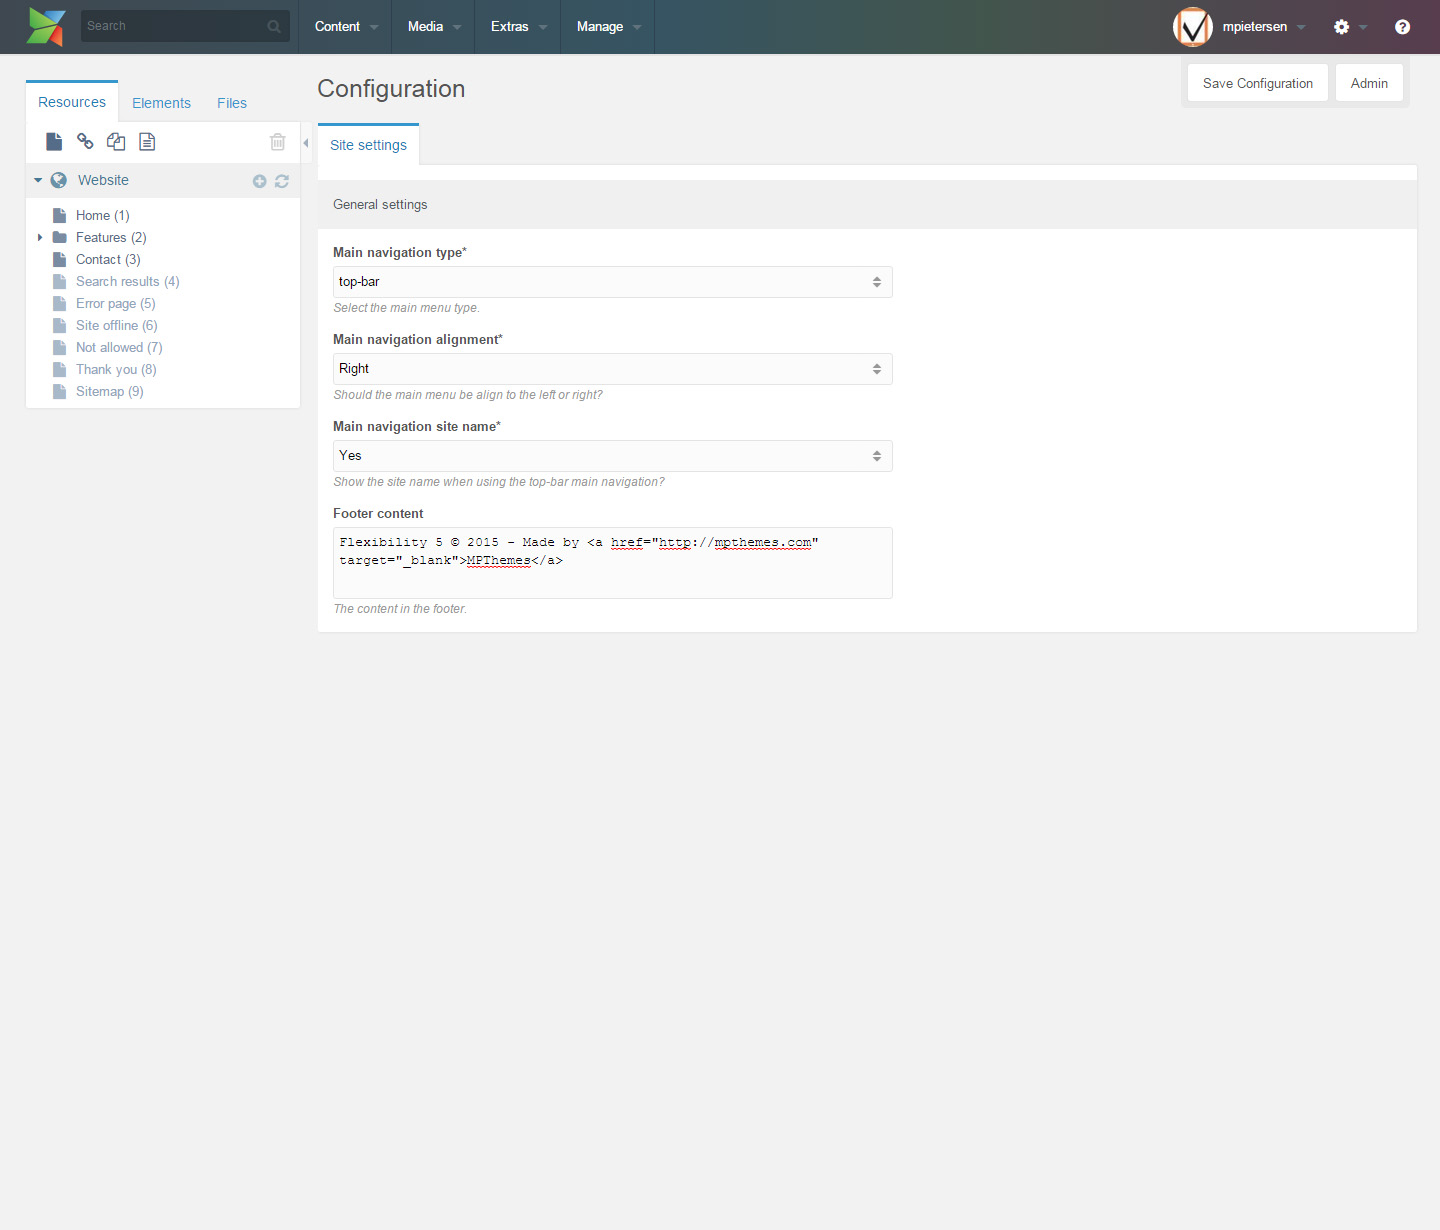 Search
Content
Media
Extras
Manage
mpietersen
Resources
Elements
Files
Configuration
Save Configuration
Admin
Site settings
Website
Home (1)
Features (2)
Contact (3)
Search results (4)
Error page (5)
Site offline (6)
Not allowed (7)
Thank you (8)
Sitemap (9)
General settings
Main navigation type*
top-bar
Select the main menu type.
Main navigation alignment*
Right
Should the main menu be align to the left or right?
Main navigation site name*
Yes
Show the site name when using the top-bar main navigation?
Footer content
Flexibility 5 © 2015 - Made by <a href="http://mpthemes.com"
target="_blank">MPThemes</a>
The content in the footer.